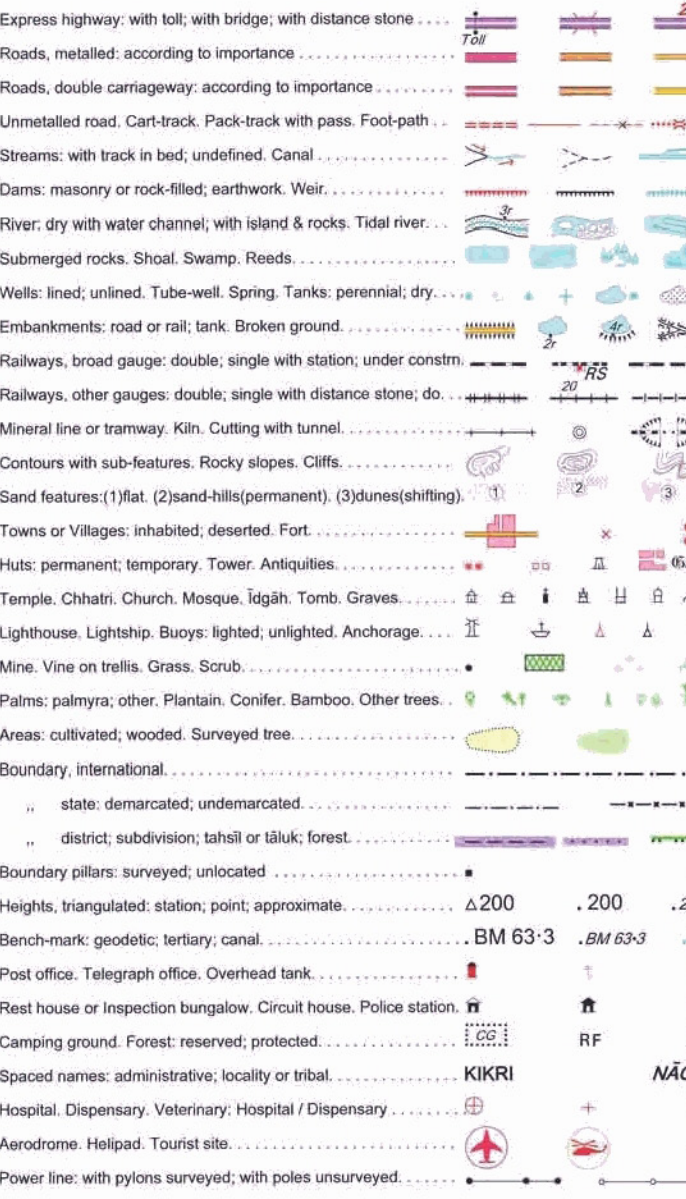 Express highway: with toll; with bridge; with distance stone
Toll
Roads, metalled: according to importance
Roads, double carriageway: according to importance
Unmetalled road. Cart-track. Pack-track with pass. Foot-path
Streams: with track in bed; undefined. Canal
Dams: masonry or rock-filled; earthwork. Weir.
River: dry with water channel; with island & rocks. Tidal river. 3r
Submerged rocks. Shoal. Swamp. Reeds.
Wells: lined; unlined. Tube-well. Spring. Tanks: perennial; dry.
Embankments: road or rail; tank. Broken ground. 2r 4r
Railways, broad gauge: double; single with station; under constrn. RS
Railways, other gauges: double; single with distance stone; do. 20
Mineral line or tramway. Kiln. Cutting with tunnel.
Contours with sub-features. Rocky slopes. Cliffs.
Sand features:(1)flat. (2)sand-hills(permanent). (3)dunes(shifting). 1 2 3
Towns or Villages: inhabited; deserted. Fort.
Huts: permanent; temporary. Tower. Antiquities.
Temple. Chhatri. Church. Mosque. Īdgāh. Tomb. Graves.
Lighthouse. Lightship. Buoys: lighted; unlighted. Anchorage.
Mine. Vine on trellis. Grass. Scrub.
Palms: palmyra; other. Plantain. Conifer. Bamboo. Other trees.
Areas: cultivated; wooded. Surveyed tree.
Boundary, international.
,, state: demarcated; undemarcated.
,, district; subdivision; tahsīl or tāluk; forest.
Boundary pillars: surveyed; unlocated
Heights, triangulated: station; point; approximate. △200 .200
Bench-mark: geodetic; tertiary; canal. .BM 63·3 .BM 63·3
Post office. Telegraph office. Overhead tank.
Rest house or Inspection bungalow. Circuit house. Police station.
Camping ground. Forest: reserved; protected. CG RF
Spaced names: administrative; locality or tribal. KIKRI
Hospital. Dispensary. Veterinary: Hospital / Dispensary
Aerodrome. Helipad. Tourist site.
Power line: with pylons surveyed; with poles unsurveyed.